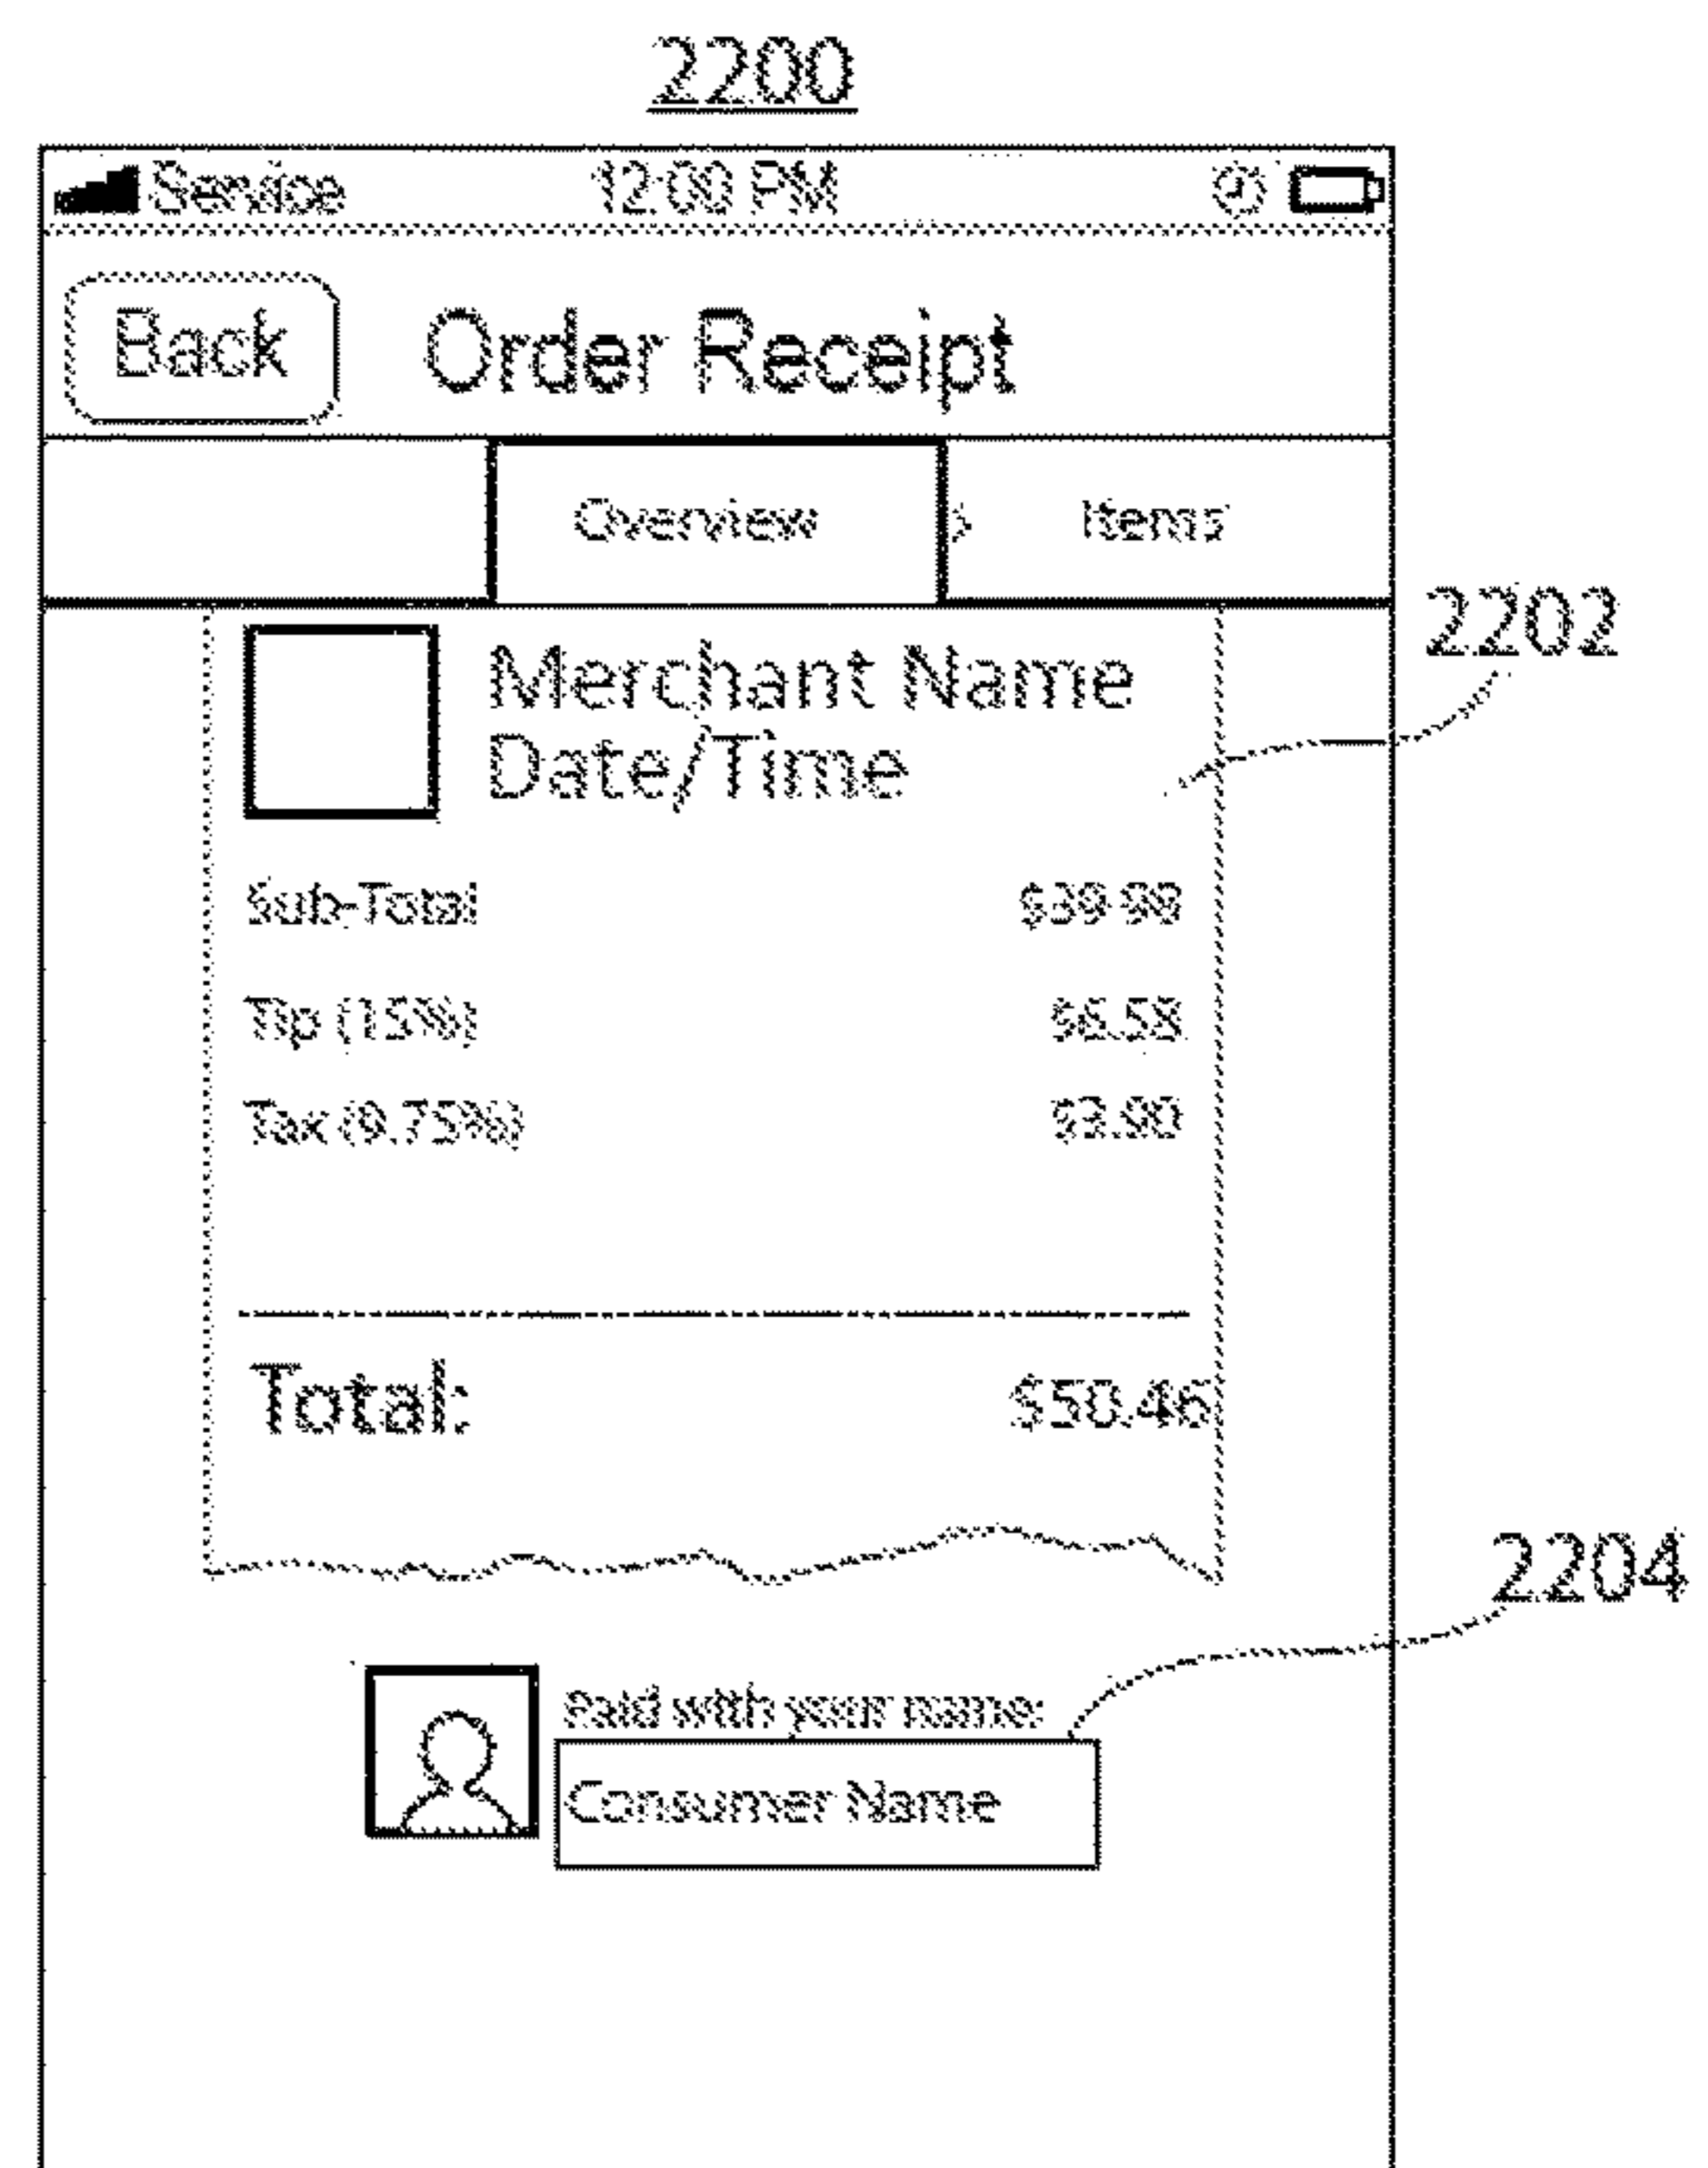 2200
Service 12:00 PM
Back Order Receipt
Overview Items
2202
Merchant Name
Date/Time
Sub-Total $39.98
Tip (15%) $6.58
Tax (9.75%) $3.90
Total: $50.46
2204
Paid with your name:
Consumer Name